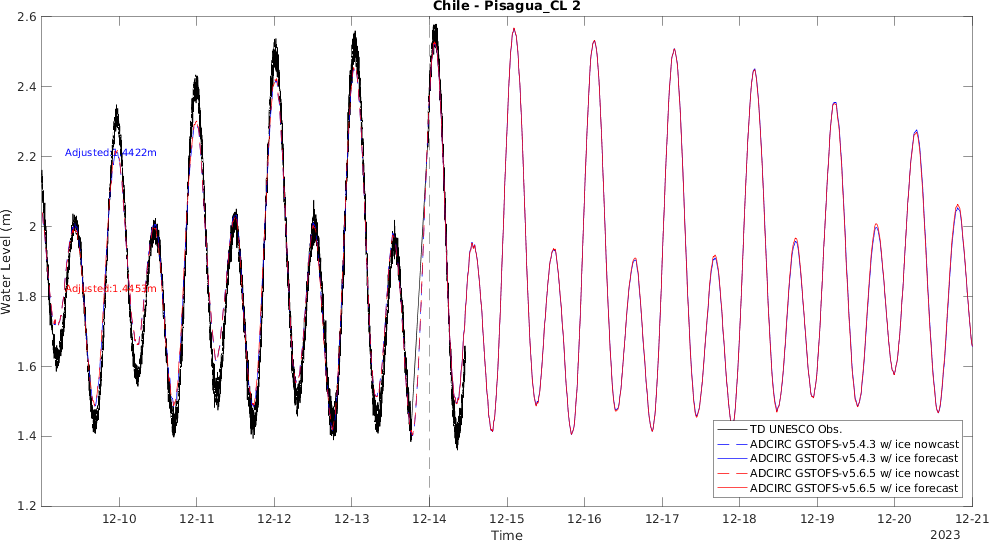 Chile - Pisagua_CL 2
2.6
2.4
2.2
2
1.8
1.6
1.4
1.2
Water Level (m)
Adjusted:1.4422m
Adjusted:1.4453m
TD UNESCO Obs.
ADCIRC GSTOFS-v5.4.3 w/ ice nowcast
ADCIRC GSTOFS-v5.4.3 w/ ice forecast
ADCIRC GSTOFS-v5.6.5 w/ ice nowcast
ADCIRC GSTOFS-v5.6.5 w/ ice forecast
12-10 12-11 12-12 12-13 12-14 12-15 12-16 12-17 12-18 12-19 12-20 12-21
Time
2023